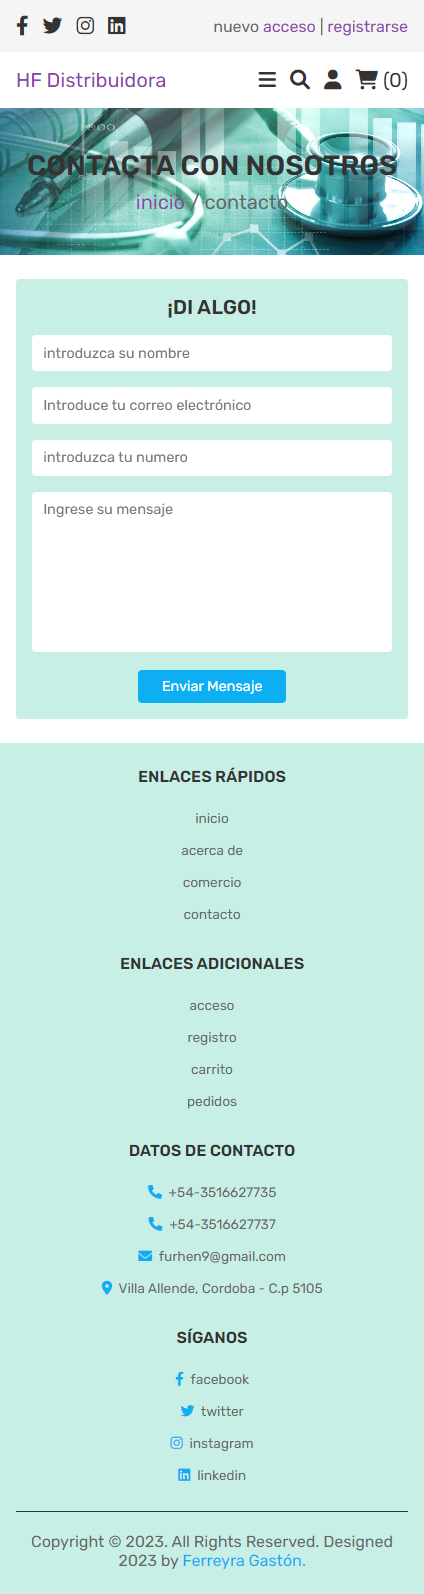 nuevo acceso | registrarse
HF Distribuidora
(0)
CONTACTA CON NOSOTROS
inicio / contacto
¡DI ALGO!
introduzca su nombre
Introduce tu correo electrónico
introduzca tu numero
Ingrese su mensaje
Enviar Mensaje
ENLACES RÁPIDOS
inicio
acerca de
comercio
contacto
ENLACES ADICIONALES
acceso
registro
carrito
pedidos
DATOS DE CONTACTO
+54-3516627735
+54-3516627737
furhen9@gmail.com
Villa Allende, Cordoba - C.p 5105
SÍGANOS
facebook
twitter
instagram
linkedin
Copyright © 2023. All Rights Reserved. Designed
2023 by Ferreyra Gastón.